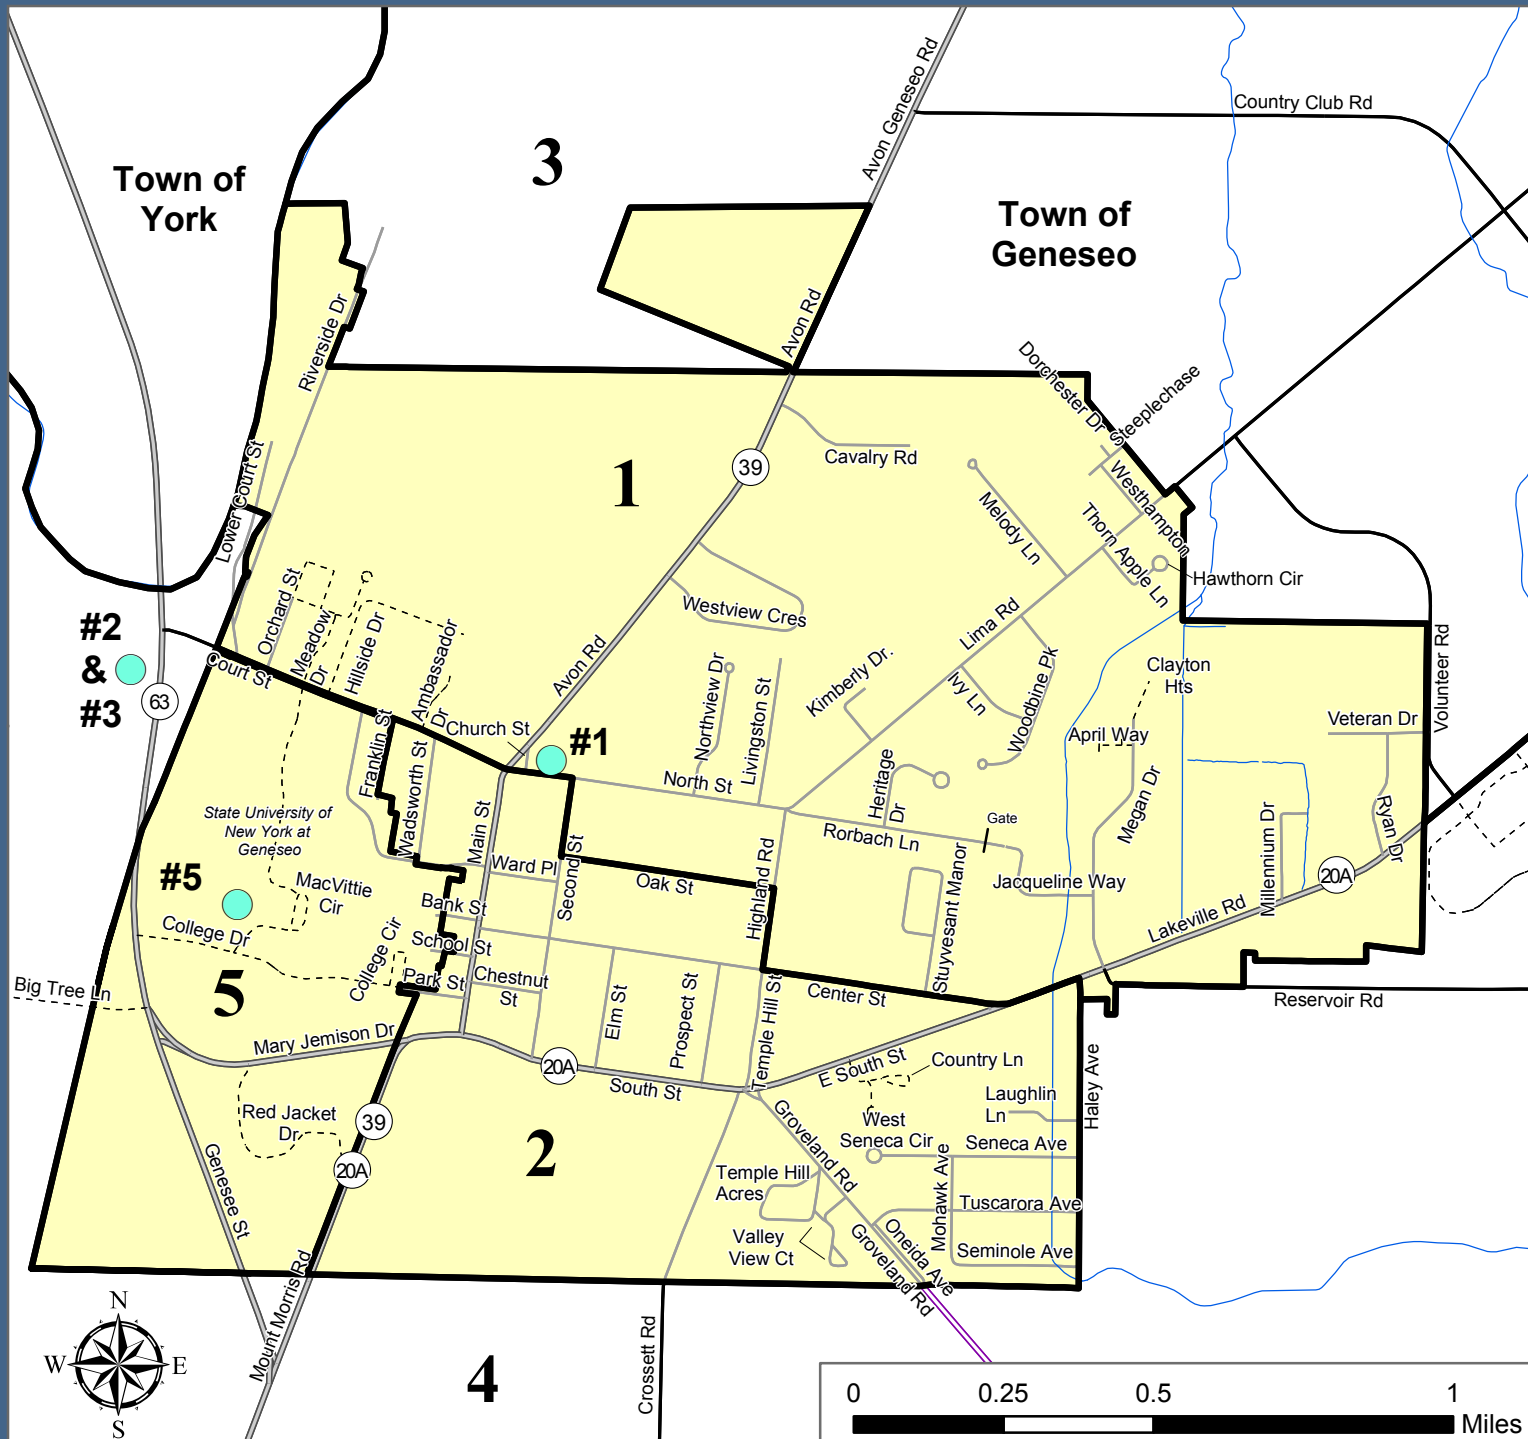 Avon Geneseo Rd
Country Club Rd
3
Town of
York
Town of
Geneseo
Riverside Dr
Avon Rd
Dorchester Dr
Steeplechase
Lower Court St
1
39
Cavalry Rd
Melody Ln
Westhampton
Thorn Apple Ln
Hawthorn Cir
Orchard St
Meadow
Dr
Hillside Dr
Ambassador
Dr
Westview Cres
Lima Rd
#2
&
#3
63
Court St
Avon Rd
Church St
#1
Northview Dr
Livingston St
Kimberly Dr.
Ivy Ln
Woodbine Pk
Clayton
Hts
April Way
Veteran Dr
Volunteer Rd
Franklin St
Wadsworth St
Main St
North St
Heritage
Dr
Rorbach Ln
Gate
Megan Dr
Millennium Dr
Ryan Dr
State University of
New York at
Geneseo
Ward Pl
Second St
Oak St
Highland Rd
Stuyvesant Manor
Jacqueline Way
20A
Lakeville Rd
#5
MacVittie
Cir
College Dr
Bank St
School St
College Cir
Park St
Chestnut
St
Elm St
Prospect St
Temple Hill St
Center St
Reservoir Rd
Big Tree Ln
5
Mary Jemison Dr
20A
South St
E South St
Country Ln
Laughlin
Ln
Haley Ave
Red Jacket
Dr
39
20A
2
Groveland Rd
West
Seneca Cir
Seneca Ave
Mohawk Ave
Genesee St
Temple Hill
Acres
Tuscarora Ave
Valley
View Ct
Groveland Rd
Oneida Ave
Seminole Ave
Mount Morris Rd
N
W
E
S
4
Crossett Rd
0
0.25
0.5
1
Miles